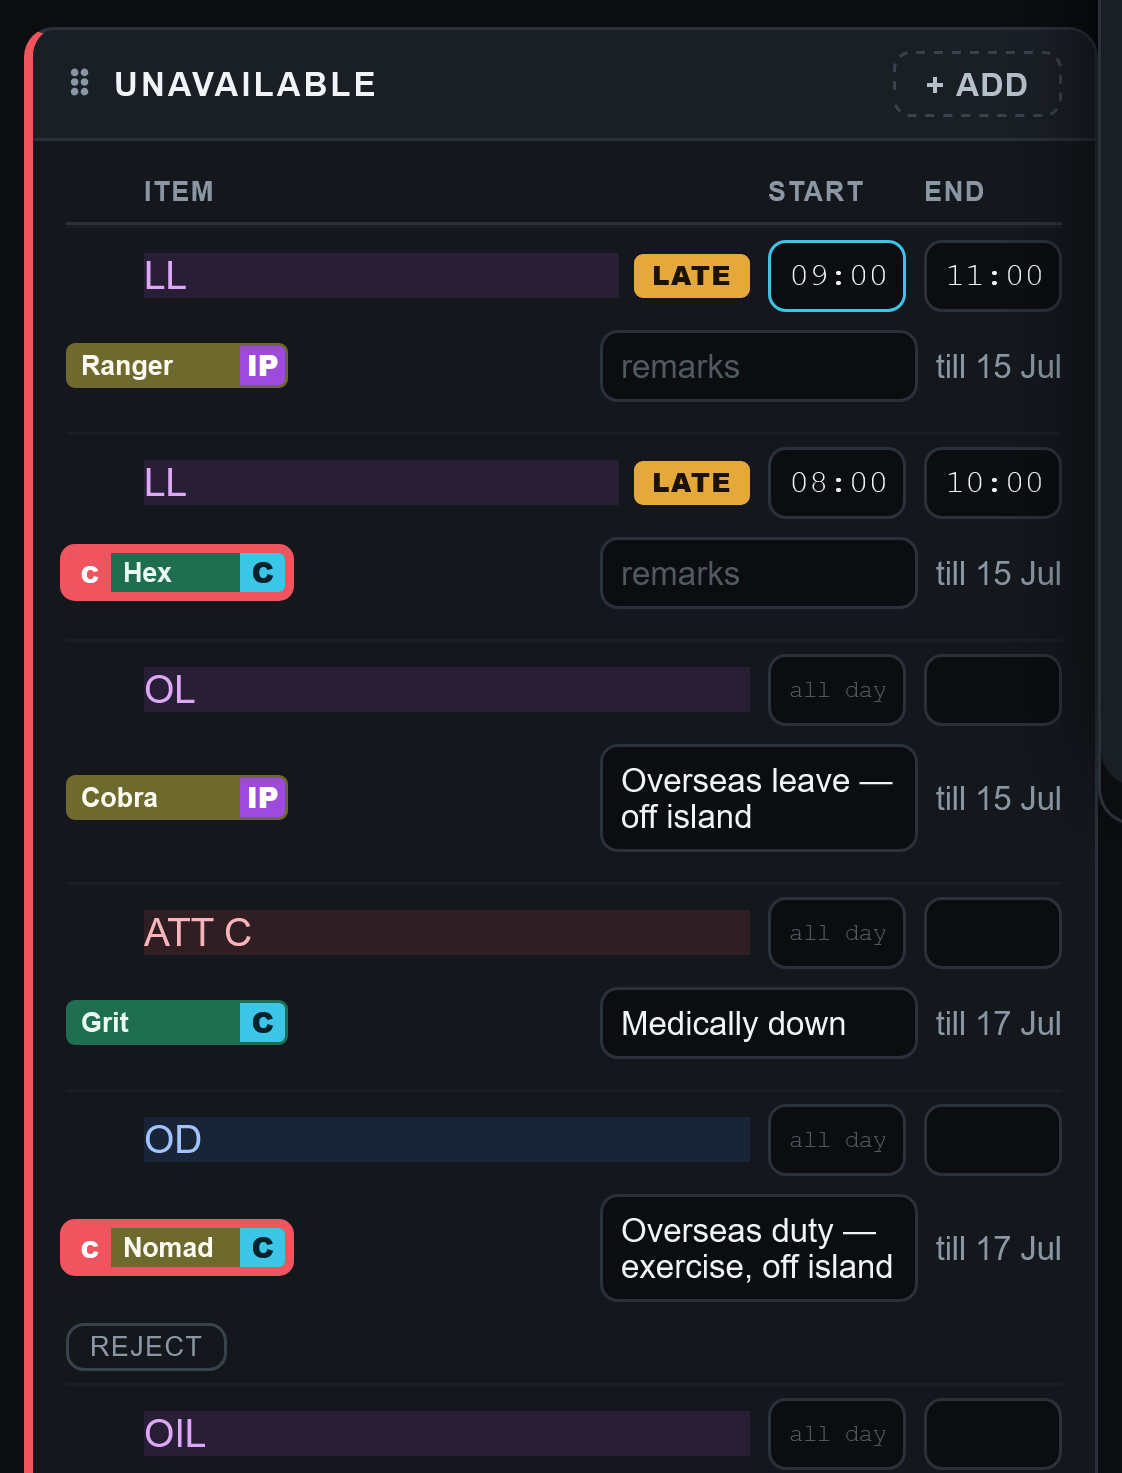 UNAVAILABLE
+ ADD
ITEM START END
LL LATE 09:00 11:00
Ranger IP remarks till 15 Jul
LL LATE 08:00 10:00
c Hex C remarks till 15 Jul
OL all day
Cobra IP Overseas leave — till 15 Jul
off island
ATT C all day
Grit C Medically down till 17 Jul
OD all day
c Nomad C Overseas duty — till 17 Jul
exercise, off island
REJECT
OIL all day